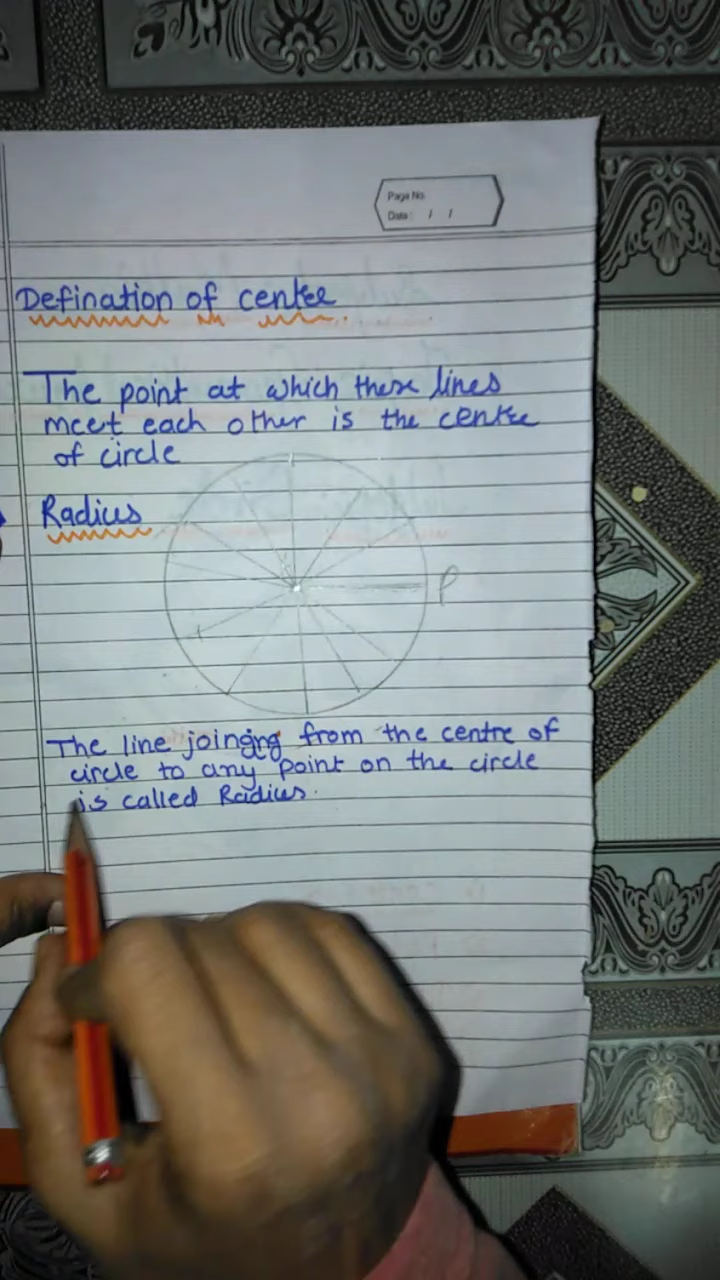 Page No.
Date: / /
Defination of centre
The point at which these lines
meet each other is the centre
of circle
Radius
P
The line joinging from the centre of
circle to any point on the circle
is called Radius.